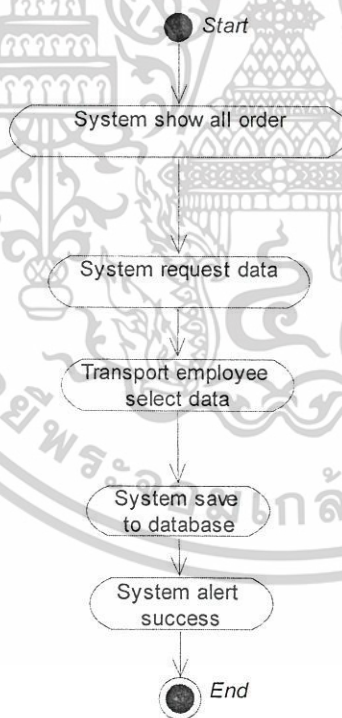 Start
System show all order
System request data
Transport employee
select data
System save
to database
System alert
success
End